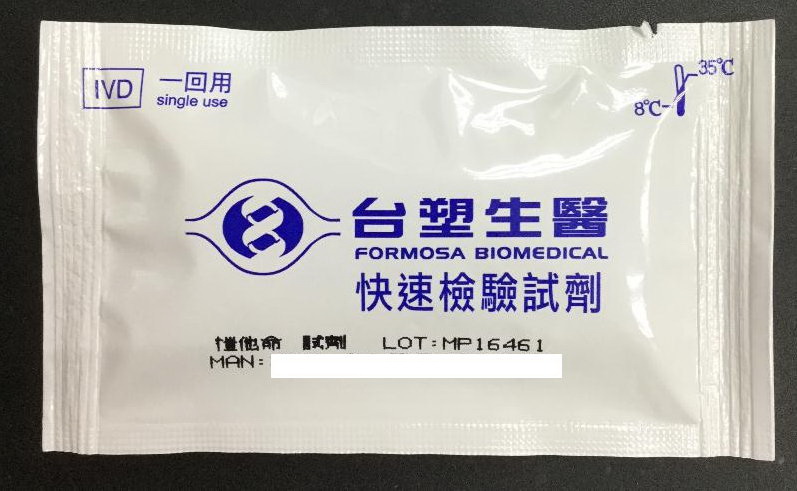 IVD
一回用
single use
35℃
8℃
台塑生醫
FORMOSA BIOMEDICAL
快速檢驗試劑
愷他命 試劑 LOT:MP16461
MAN: